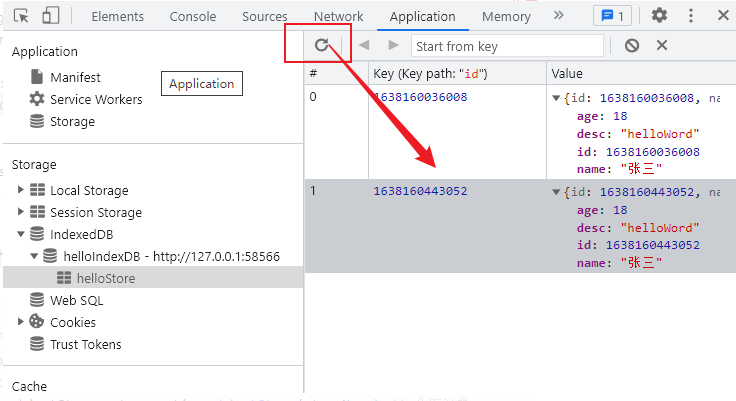 Elements Console Sources Network Application Memory » 1
Application
Manifest
Service Workers
Storage
Application
Storage
Local Storage
Session Storage
IndexedDB
helloIndexDB - http://127.0.0.1:58566
helloStore
Web SQL
Cookies
Trust Tokens
Cache
Start from key
# Key (Key path: "id") Value
0 1638160036008 {id: 1638160036008, na
age: 18
desc: "helloWord"
id: 1638160036008
name: "张三"
1 1638160443052 {id: 1638160443052, na
age: 18
desc: "helloWord"
id: 1638160443052
name: "张三"